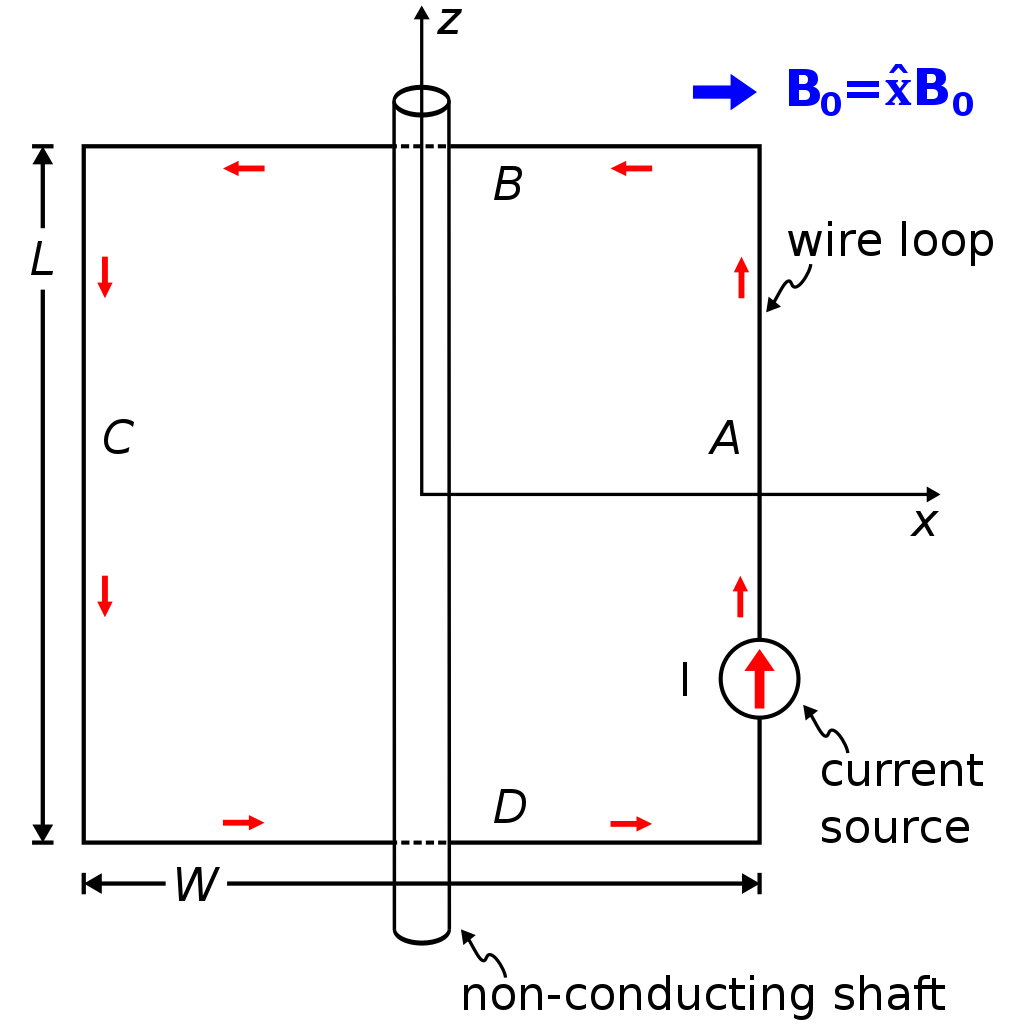 z
B₀=x̂B₀
B
wire loop
L
C
A
x
I
current
source
D
W
non-conducting shaft